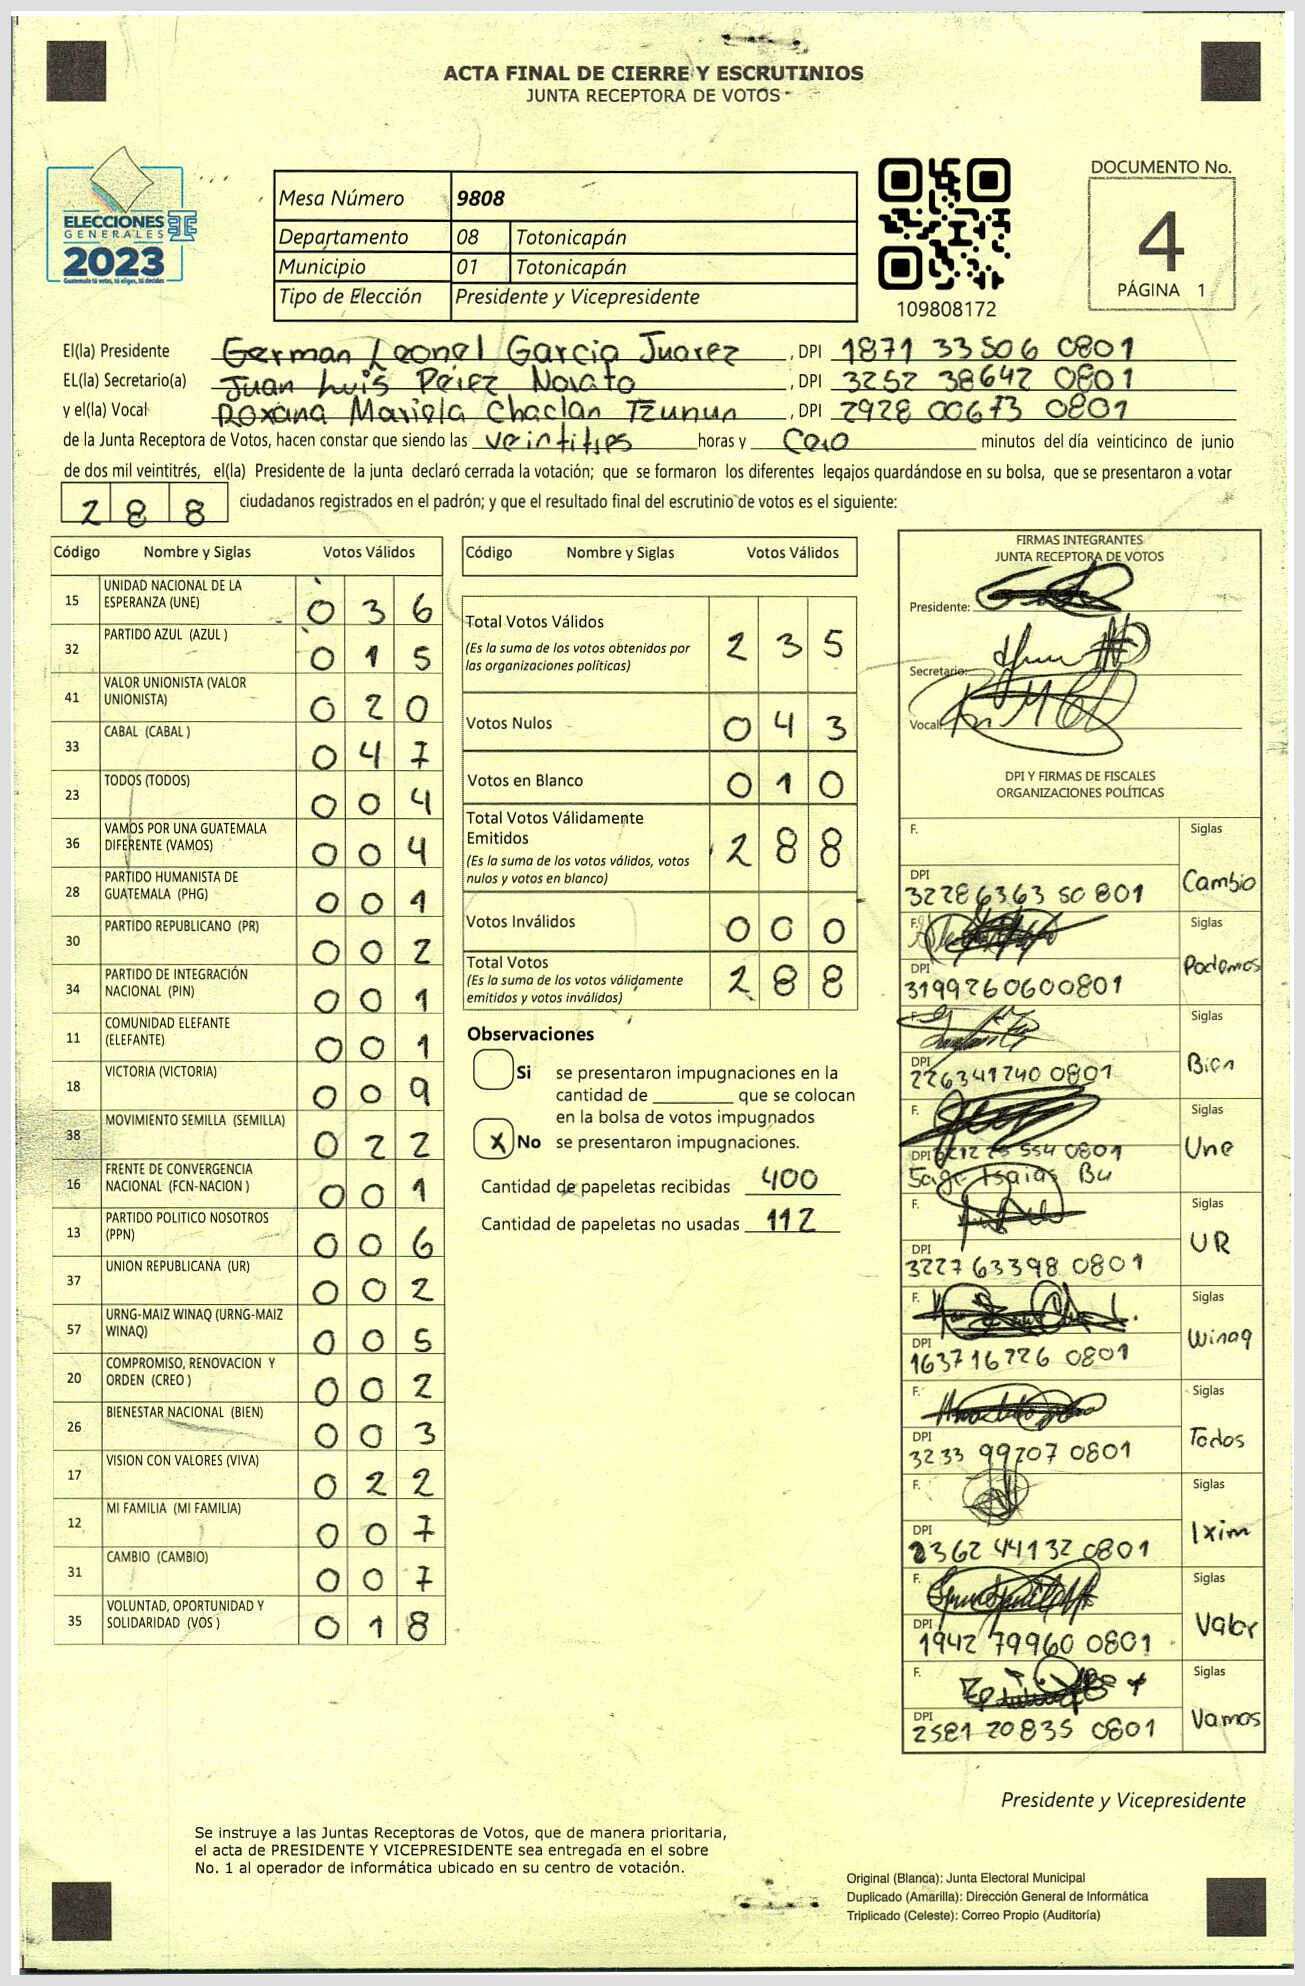 ACTA FINAL DE CIERRE Y ESCRUTINIOS
JUNTA RECEPTORA DE VOTOS
ELECCIONES
GENERALES
2023
Guatemala tú votas, tú eliges, tú decides
Mesa Número 9808
Departamento 08 Totonicapán
Municipio 01 Totonicapán
Tipo de Elección Presidente y Vicepresidente
109808172
DOCUMENTO No.
4
PÁGINA 1
El(la) Presidente German Leonel Garcia Juarez , DPI 1871 33506 0801
EL(la) Secretario(a) Juan Luis Pérez Novato , DPI 3252 38642 0801
y el(la) Vocal Roxana Mariela Chaclan Tzunun , DPI 2928 00673 0801
de la Junta Receptora de Votos, hacen constar que siendo las veintitres horas y cero minutos del día veinticinco de junio
de dos mil veintitrés, el(la) Presidente de la junta declaró cerrada la votación; que se formaron los diferentes legajos guardándose en su bolsa, que se presentaron a votar
288 ciudadanos registrados en el padrón; y que el resultado final del escrutinio de votos es el siguiente:
Código Nombre y Siglas Votos Válidos
15 UNIDAD NACIONAL DE LA
ESPERANZA (UNE) 0 3 6
32 PARTIDO AZUL (AZUL ) 0 1 5
41 VALOR UNIONISTA (VALOR
UNIONISTA) 0 2 0
33 CABAL (CABAL ) 0 4 7
23 TODOS (TODOS) 0 0 4
36 VAMOS POR UNA GUATEMALA
DIFERENTE (VAMOS) 0 0 4
28 PARTIDO HUMANISTA DE
GUATEMALA (PHG) 0 0 1
30 PARTIDO REPUBLICANO (PR) 0 0 2
34 PARTIDO DE INTEGRACIÓN
NACIONAL (PIN) 0 0 1
11 COMUNIDAD ELEFANTE
(ELEFANTE) 0 0 1
18 VICTORIA (VICTORIA) 0 0 9
38 MOVIMIENTO SEMILLA (SEMILLA) 0 2 2
16 FRENTE DE CONVERGENCIA
NACIONAL (FCN-NACION ) 0 0 1
13 PARTIDO POLITICO NOSOTROS
(PPN) 0 0 6
37 UNION REPUBLICANA (UR) 0 0 2
57 URNG-MAIZ WINAQ (URNG-MAIZ
WINAQ) 0 0 5
20 COMPROMISO, RENOVACION Y
ORDEN (CREO ) 0 0 2
26 BIENESTAR NACIONAL (BIEN) 0 0 3
17 VISION CON VALORES (VIVA) 0 2 2
12 MI FAMILIA (MI FAMILIA) 0 0 7
31 CAMBIO (CAMBIO) 0 0 7
35 VOLUNTAD, OPORTUNIDAD Y
SOLIDARIDAD (VOS ) 0 1 8
Código Nombre y Siglas Votos Válidos
Total Votos Válidos 2 3 5
(Es la suma de los votos obtenidos por
las organizaciones políticas)
Votos Nulos 0 4 3
Votos en Blanco 0 1 0
Total Votos Válidamente
Emitidos 2 8 8
(Es la suma de los votos válidos, votos
nulos y votos en blanco)
Votos Inválidos 0 0 0
Total Votos 2 8 8
(Es la suma de los votos válidamente
emitidos y votos inválidos)
Observaciones
Si se presentaron impugnaciones en la
cantidad de ________ que se colocan
en la bolsa de votos impugnados
X No se presentaron impugnaciones.
Cantidad de papeletas recibidas 400
Cantidad de papeletas no usadas 112
FIRMAS INTEGRANTES
JUNTA RECEPTORA DE VOTOS
Presidente:
Secretario:
Vocal:
DPI Y FIRMAS DE FISCALES
ORGANIZACIONES POLÍTICAS
F. Siglas
DPI 32286363 50 801 Cambio
F. Siglas
DPI 3199260600801 Podemos
F. Siglas
DPI 226341240 0801 Bien
F. Siglas
DPI 554 0801 Une
Isaias
F. Siglas
DPI 3227 63398 0801 UR
F. Siglas
DPI 1637 16226 0801 Winaq
F. Siglas
DPI 3233 99207 0801 Todos
F. Siglas
DPI 2362 44132 0801 Ixim
F. Siglas
DPI 1942 79960 0801 Valor
F. Siglas
DPI 2581 20835 0801 Vamos
Presidente y Vicepresidente
Se instruye a las Juntas Receptoras de Votos, que de manera prioritaria,
el acta de PRESIDENTE Y VICEPRESIDENTE sea entregada en el sobre
No. 1 al operador de informática ubicado en su centro de votación.
Original (Blanca): Junta Electoral Municipal
Duplicado (Amarilla): Dirección General de Informática
Triplicado (Celeste): Correo Propio (Auditoría)